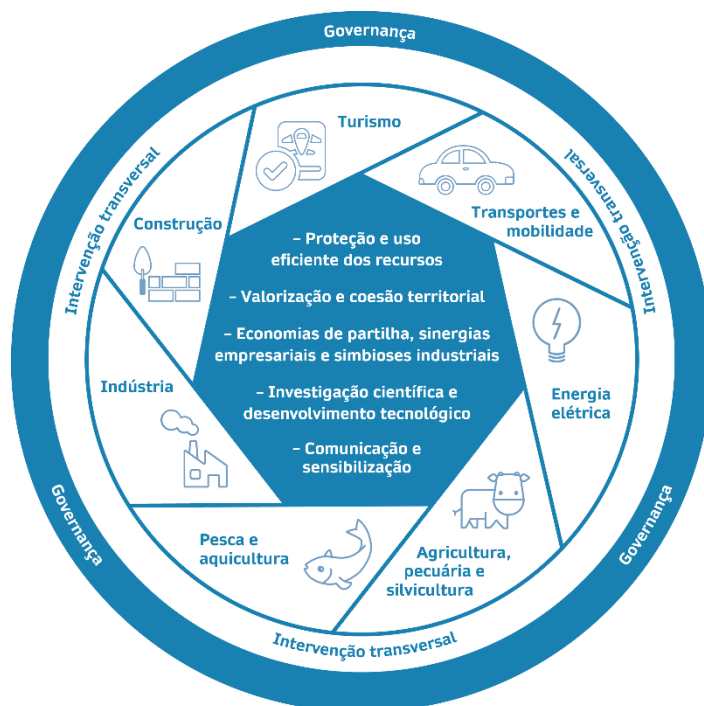 Governança
Intervenção transversal
Intervenção transversal
Turismo
Transportes e
mobilidade
Construção
– Proteção e uso
eficiente dos recursos
– Valorização e coesão territorial
– Economias de partilha, sinergias
empresariais e simbioses industriais
– Investigação científica e
desenvolvimento tecnológico
– Comunicação e
sensibilização
Energia
elétrica
Indústria
Pesca e
aquicultura
Agricultura,
pecuária e
silvicultura
Governança
Governança
Intervenção transversal